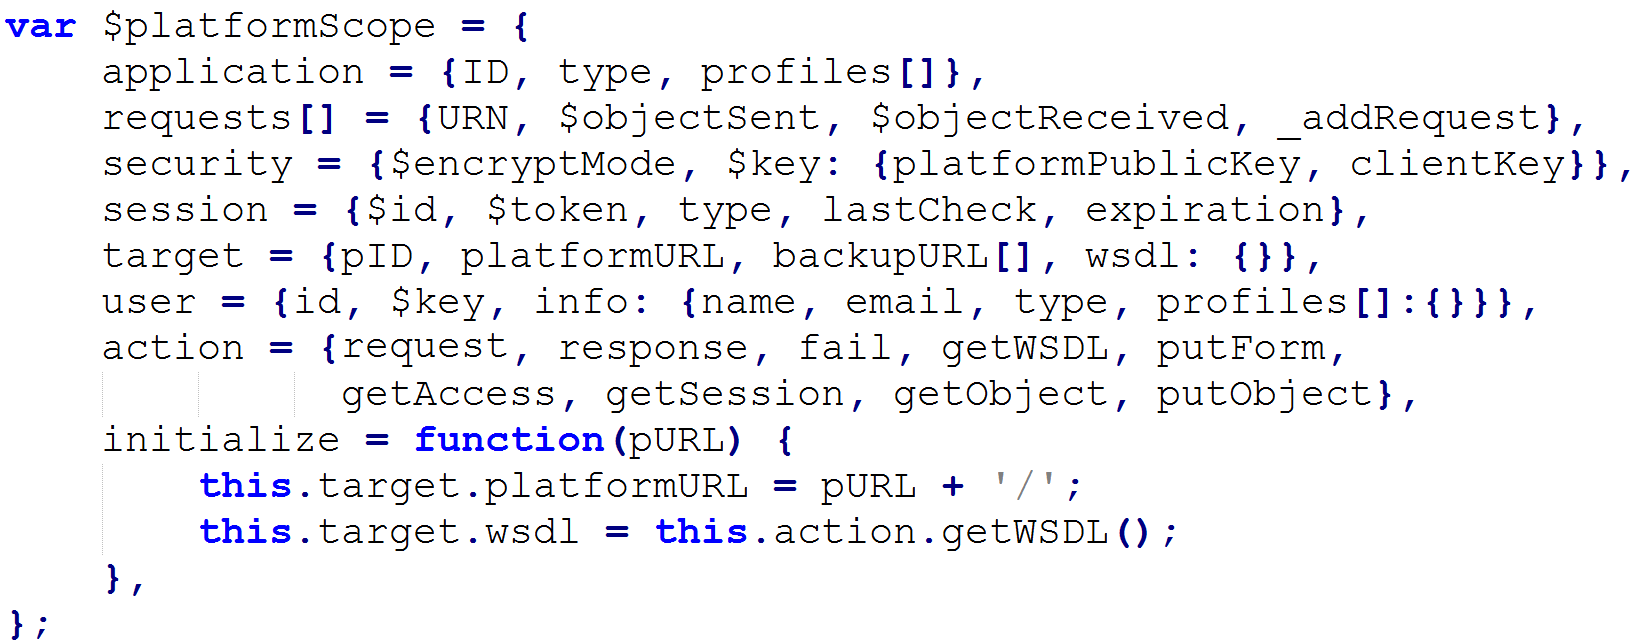 var $platformScope = {
    application = {ID, type, profiles[]},
    requests[] = {URN, $objectSent, $objectReceived, _addRequest},
    security = {$encryptMode, $key: {platformPublicKey, clientKey}},
    session = {$id, $token, type, lastCheck, expiration},
    target = {pID, platformURL, backupURL[], wsdl: {}},
    user = {id, $key, info: {name, email, type, profiles[]:{}}},
    action = {request, response, fail, getWSDL, putForm,
              getAccess, getSession, getObject, putObject},
    initialize = function(pURL) {
        this.target.platformURL = pURL + '/';
        this.target.wsdl = this.action.getWSDL();
    },
};